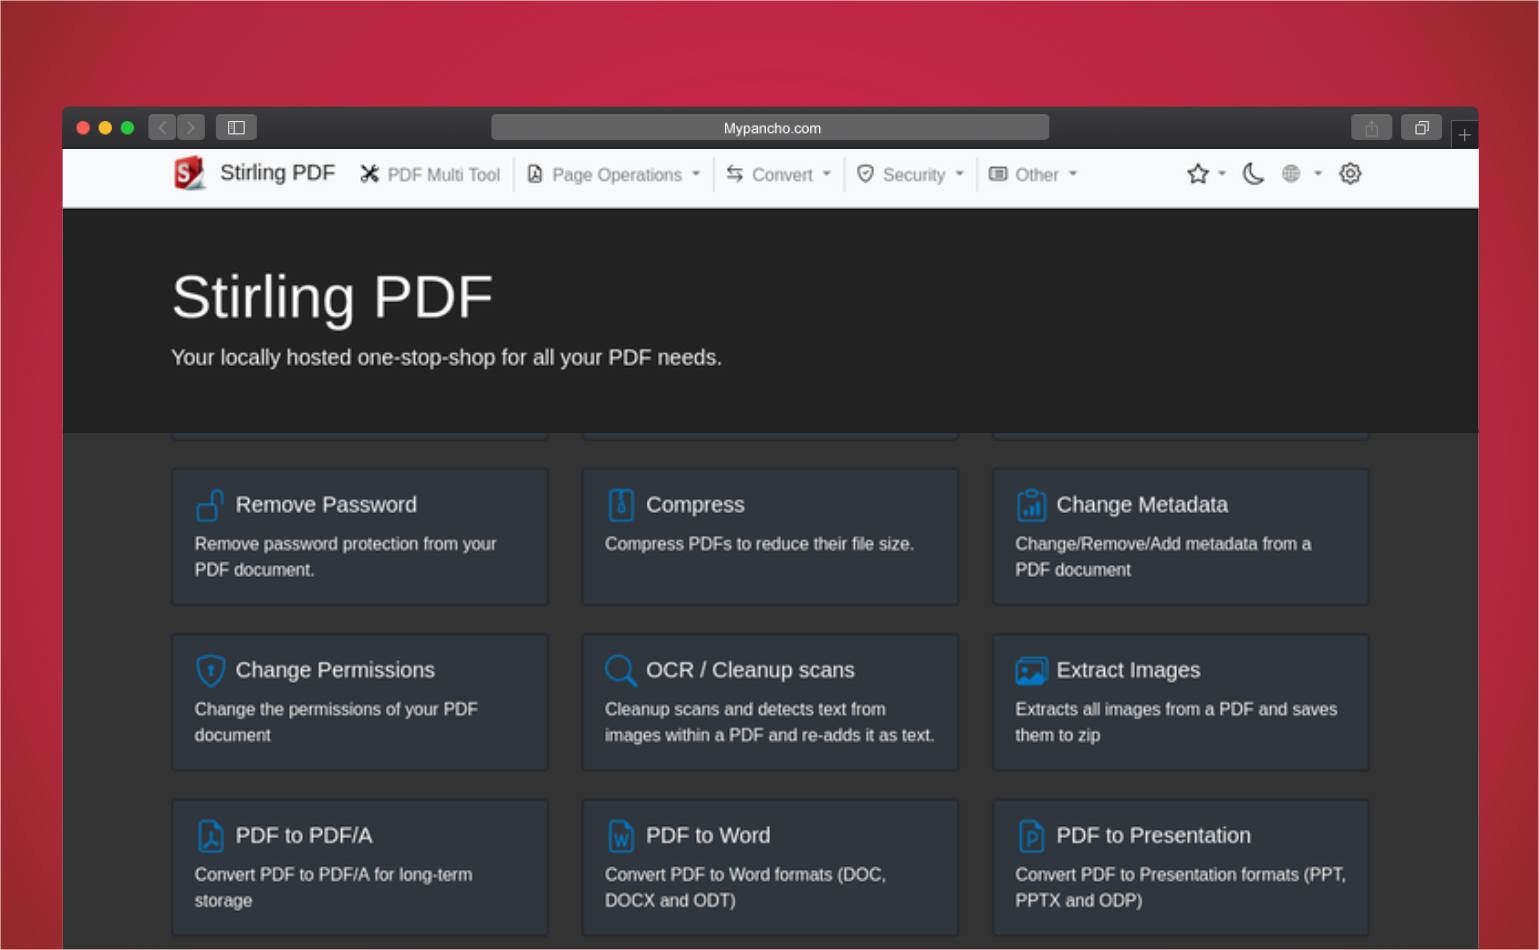 Mypancho.com
Stirling PDF PDF Multi Tool Page Operations Convert Security Other
Stirling PDF
Your locally hosted one-stop-shop for all your PDF needs.
Remove Password
Remove password protection from your
PDF document.
Compress
Compress PDFs to reduce their file size.
Change Metadata
Change/Remove/Add metadata from a
PDF document
Change Permissions
Change the permissions of your PDF
document
OCR / Cleanup scans
Cleanup scans and detects text from
images within a PDF and re-adds it as text.
Extract Images
Extracts all images from a PDF and saves
them to zip
PDF to PDF/A
Convert PDF to PDF/A for long-term
storage
PDF to Word
Convert PDF to Word formats (DOC,
DOCX and ODT)
PDF to Presentation
Convert PDF to Presentation formats (PPT,
PPTX and ODP)